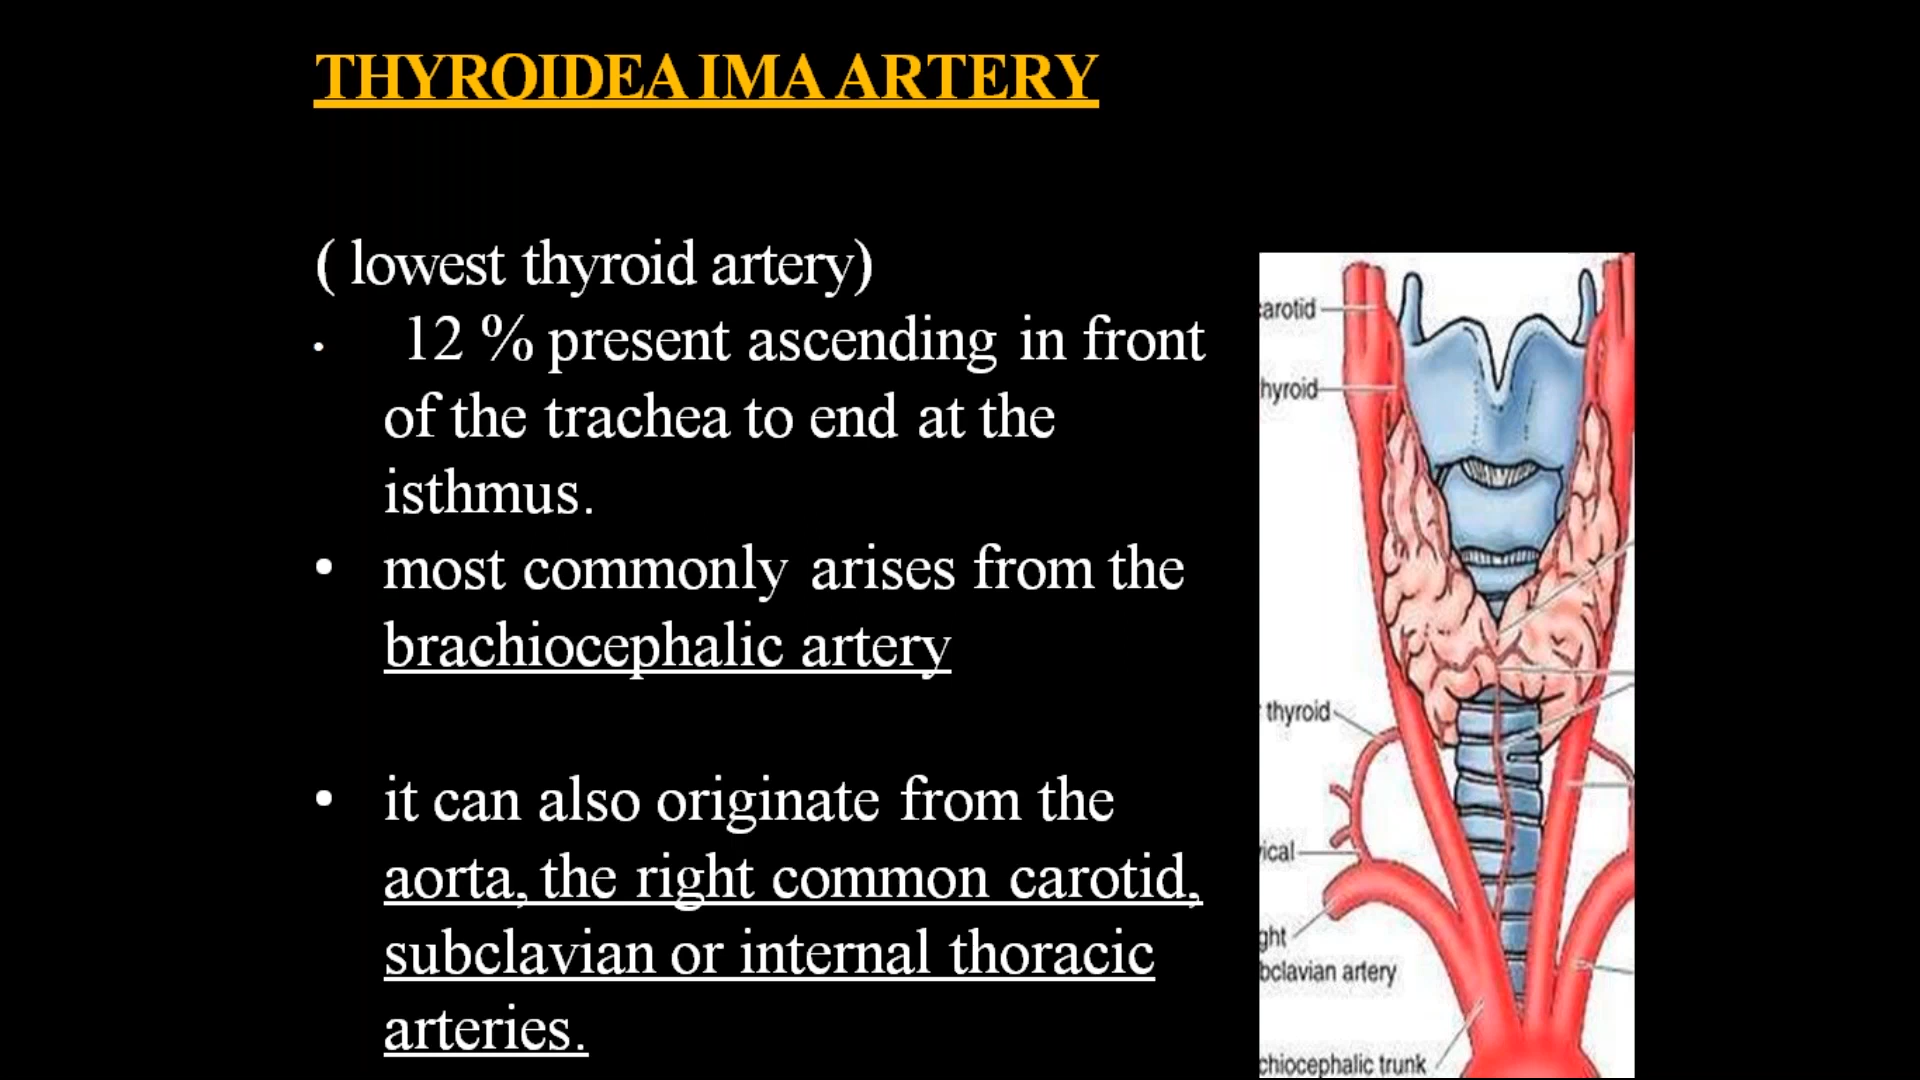 THYROIDEA IMA ARTERY
( lowest thyroid artery)
• 12 % present ascending in front
of the trachea to end at the
isthmus.
• most commonly arises from the
brachiocephalic artery
• it can also originate from the
aorta, the right common carotid,
subclavian or internal thoracic
arteries.
carotid
hyroid
thyroid
ical
ght
bclavian artery
chiocephalic trunk